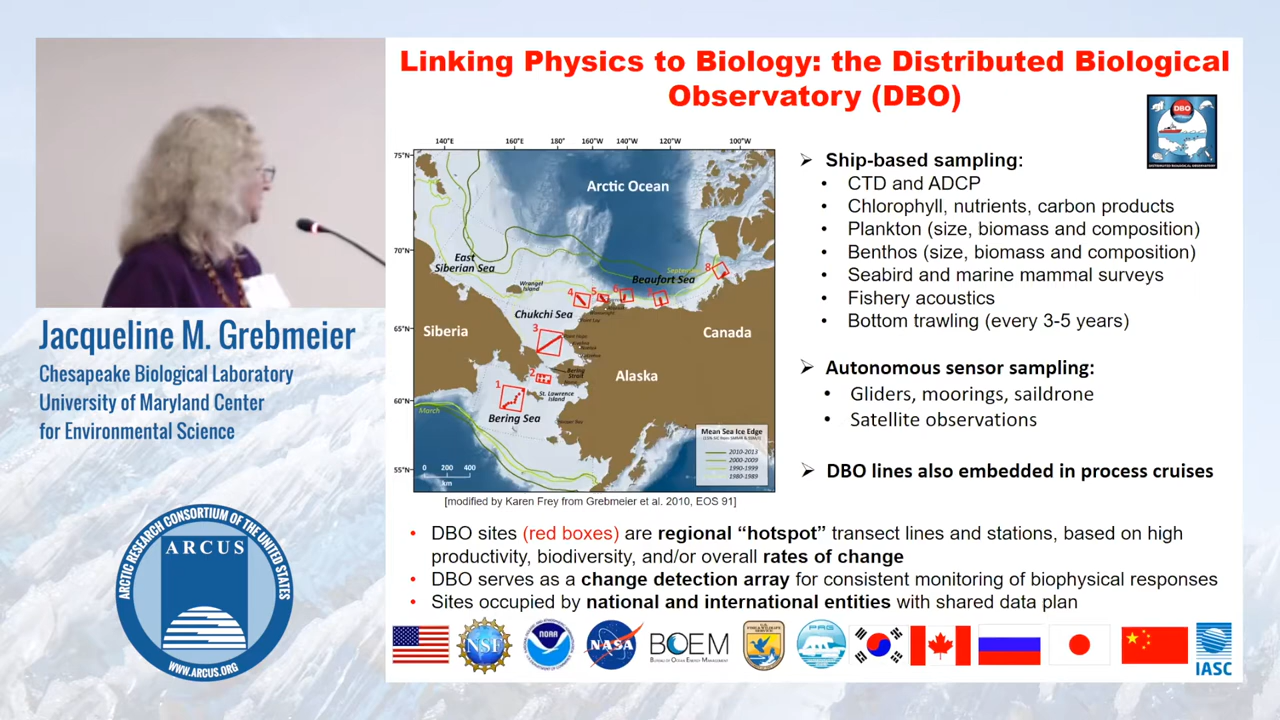 Linking Physics to Biology: the Distributed Biological
Observatory (DBO)
DBO
DISTRIBUTED BIOLOGICAL OBSERVATORY
140°E
160°E
180°
160°W
140°W
120°W
100°W
75°N
70°N
65°N
60°N
55°N
Arctic Ocean
East
Siberian Sea
September
8
Beaufort Sea
Wrangel
Island
4
5
6
7
Chukchi Sea
3
Siberia
Canada
Bering
Strait
Alaska
2
1
St. Lawrence
Island
March
Bering Sea
Mean Sea Ice Edge
2010-2013
2000-2009
1990-1999
1980-1989
0 200 400
km
[modified by Karen Frey from Grebmeier et al. 2010, EOS 91]
➢ Ship-based sampling:
• CTD and ADCP
• Chlorophyll, nutrients, carbon products
• Plankton (size, biomass and composition)
• Benthos (size, biomass and composition)
• Seabird and marine mammal surveys
• Fishery acoustics
• Bottom trawling (every 3-5 years)
➢ Autonomous sensor sampling:
• Gliders, moorings, saildrone
• Satellite observations
➢ DBO lines also embedded in process cruises
• DBO sites (red boxes) are regional “hotspot” transect lines and stations, based on high
productivity, biodiversity, and/or overall rates of change
• DBO serves as a change detection array for consistent monitoring of biophysical responses
• Sites occupied by national and international entities with shared data plan
NSF
NOAA
NASA
BOEM
BUREAU OF OCEAN ENERGY MANAGEMENT
PAG
IASC
Jacqueline M. Grebmeier
Chesapeake Biological Laboratory
University of Maryland Center
for Environmental Science
ARCTIC RESEARCH CONSORTIUM OF THE UNITED STATES
ARCUS
WWW.ARCUS.ORG